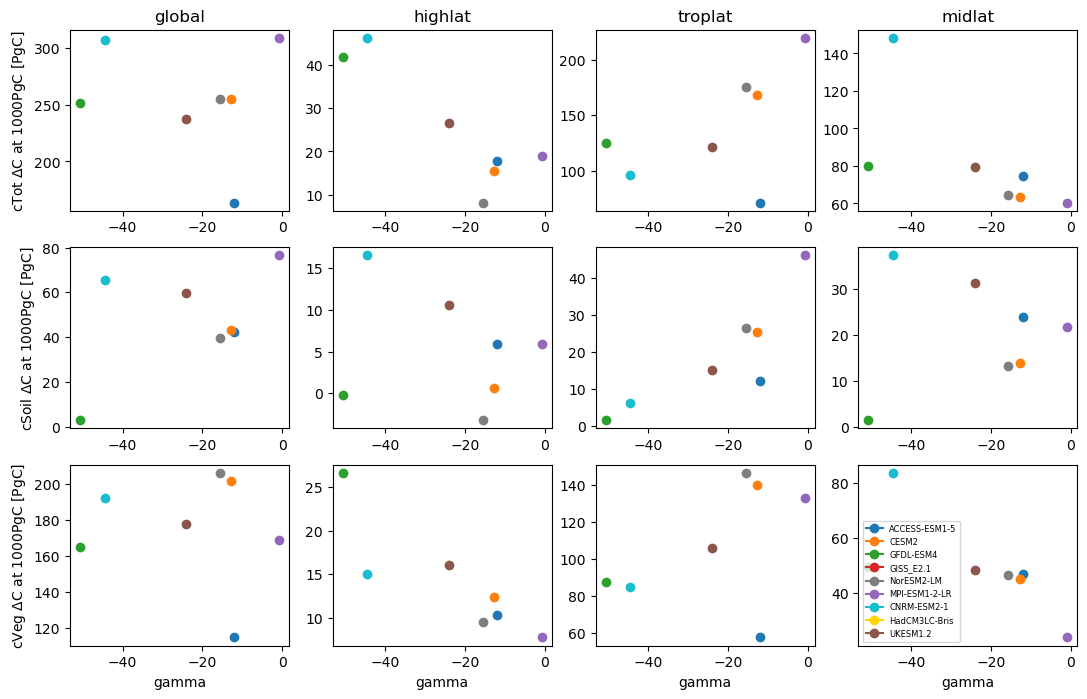 global
highlat
troplat
midlat
cTot ΔC at 1000PgC [PgC]
300
250
200
−40 −20 0
40
30
20
10
−40 −20 0
200
150
100
−40 −20 0
140
120
100
80
60
−40 −20 0
cSoil ΔC at 1000PgC [PgC]
80
60
40
20
0
−40 −20 0
15
10
5
0
−40 −20 0
40
30
20
10
0
−40 −20 0
30
20
10
0
−40 −20 0
cVeg ΔC at 1000PgC [PgC]
200
180
160
140
120
−40 −20 0
gamma
25
20
15
10
−40 −20 0
gamma
140
120
100
80
60
−40 −20 0
gamma
80
60
40
ACCESS-ESM1-5
CESM2
GFDL-ESM4
GISS_E2.1
NorESM2-LM
MPI-ESM1-2-LR
CNRM-ESM2-1
HadCM3LC-Bris
UKESM1.2
−40 −20 0
gamma